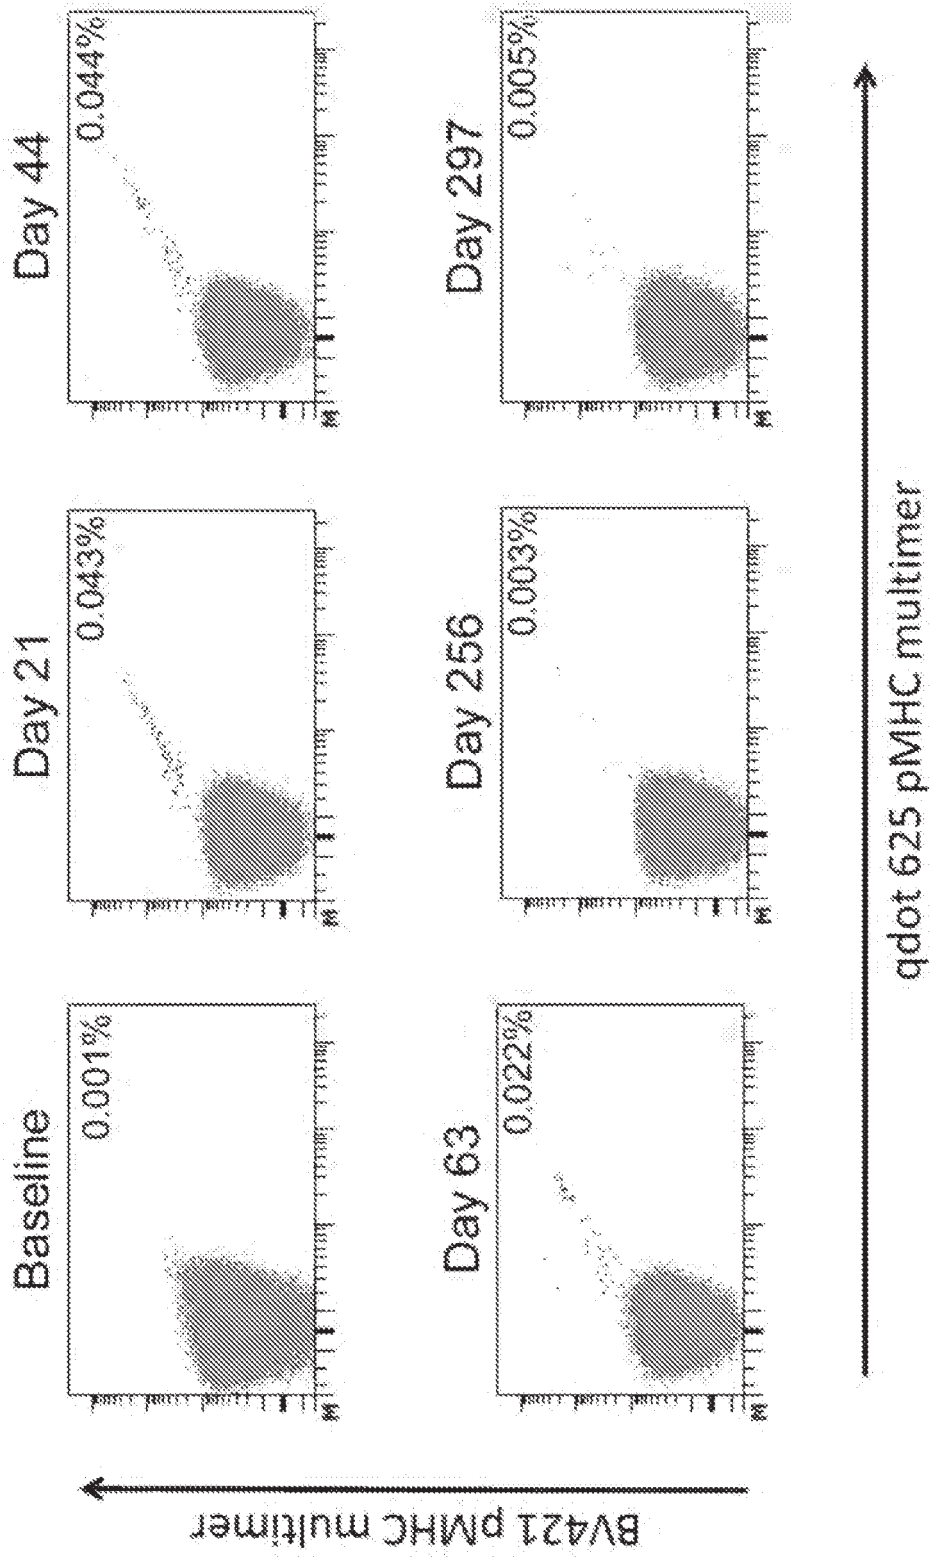 Baseline
Day 21
Day 44
0.001%
0.043%
0.044%
Day 63
Day 256
Day 297
0.022%
0.003%
0.005%
BV421 pMHC multimer
qdot 625 pMHC multimer